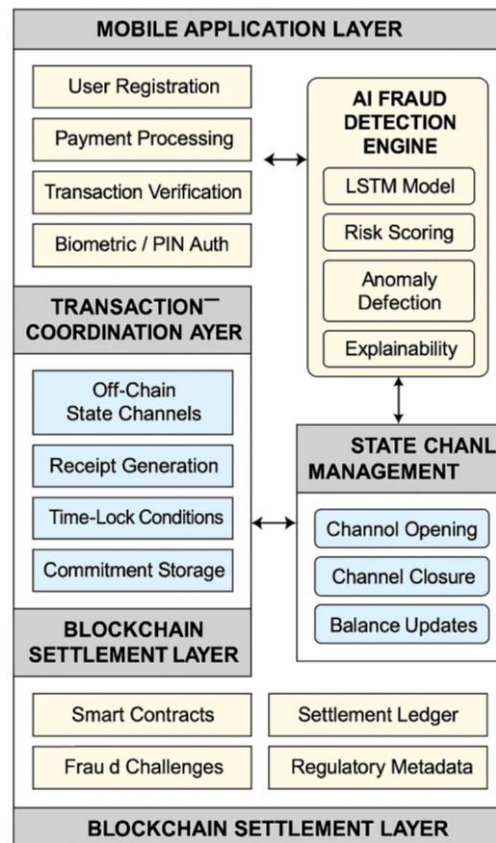 MOBILE APPLICATION LAYER
User Registration
Payment Processing
Transaction Verification
Biometric / PIN Auth
AI FRAUD
DETECTION
ENGINE
LSTM Model
Risk Scoring
Anomaly
Defection
Explainability
TRANSACTION—
COORDINATION AYER
Off-Chain
State Channels
Receipt Generation
Time-Lock Conditions
Commitment Storage
STATE CHANL
MANAGEMENT
Channol Opening
Channel Closure
Balance Updates
BLOCKCHAIN
SETTLEMENT LAYER
Smart Contracts
Settlement Ledger
Frau d Challenges
Regulatory Metadata
BLOCKCHAIN SETTLEMENT LAYER